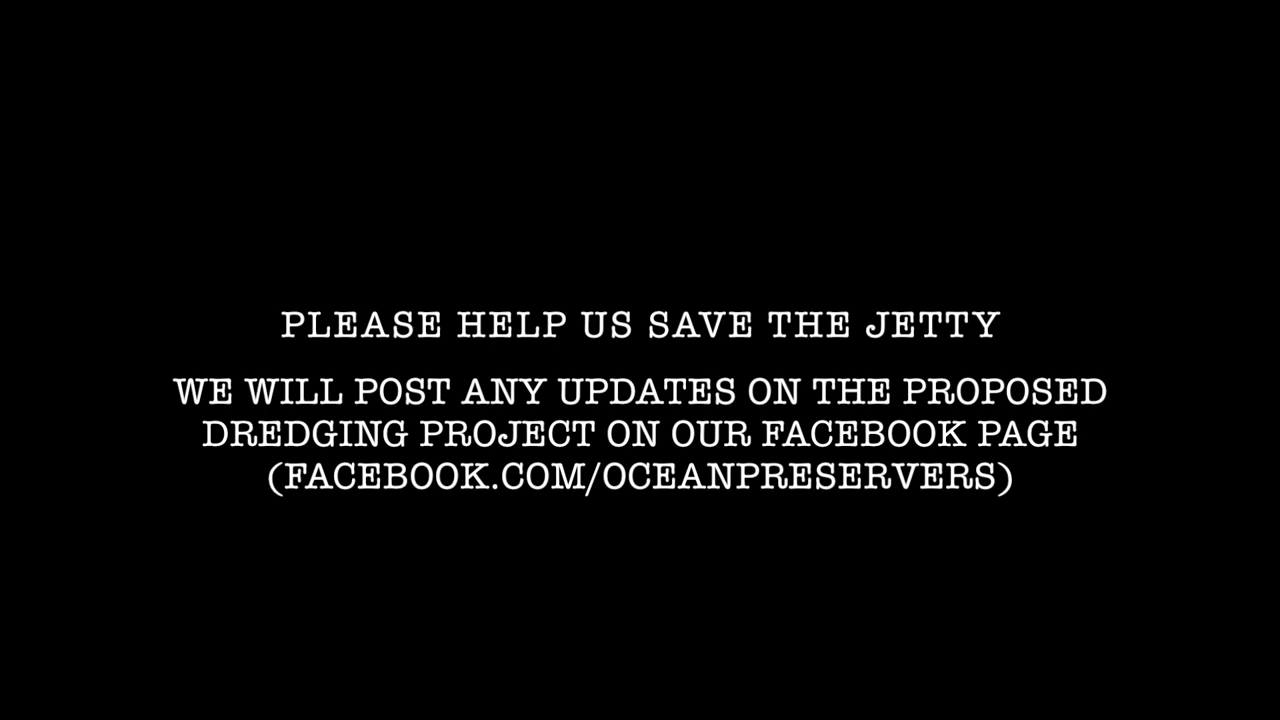 PLEASE HELP US SAVE THE JETTY
WE WILL POST ANY UPDATES ON THE PROPOSED
DREDGING PROJECT ON OUR FACEBOOK PAGE
(FACEBOOK.COM/OCEANPRESERVERS)